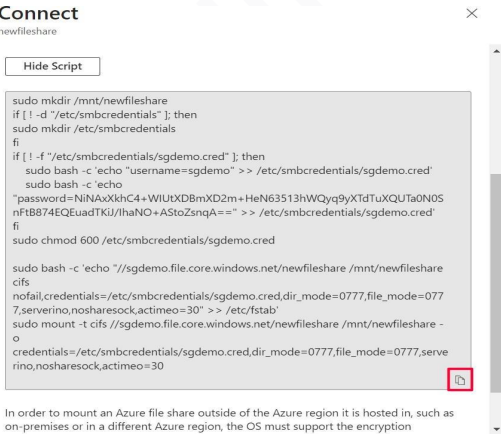 Connect
newfileshare
Hide Script
sudo mkdir /mnt/newfileshare
if [ ! -d "/etc/smbcredentials" ]; then
sudo mkdir /etc/smbcredentials
fi
if [ ! -f "/etc/smbcredentials/sgdemo.cred" ]; then
sudo bash -c 'echo "username=sgdemo" >> /etc/smbcredentials/sgdemo.cred'
sudo bash -c 'echo
"password=NiNAxXkhC4+WIUtXDBmXD2m+HeN63513hWQyq9yXTdTuXQUTa0N0S
nFtB874EQEuadTKiJ/IhaNO+AStoZsnqA==" >> /etc/smbcredentials/sgdemo.cred'
fi
sudo chmod 600 /etc/smbcredentials/sgdemo.cred
sudo bash -c 'echo "//sgdemo.file.core.windows.net/newfileshare /mnt/newfileshare
cifs
nofail,credentials=/etc/smbcredentials/sgdemo.cred,dir_mode=0777,file_mode=077
7,serverino,nosharesock,actimeo=30" >> /etc/fstab'
sudo mount -t cifs //sgdemo.file.core.windows.net/newfileshare /mnt/newfileshare -
o
credentials=/etc/smbcredentials/sgdemo.cred,dir_mode=0777,file_mode=0777,serve
rino,nosharesock,actimeo=30
In order to mount an Azure file share outside of the Azure region it is hosted in, such as
on-premises or in a different Azure region, the OS must support the encryption